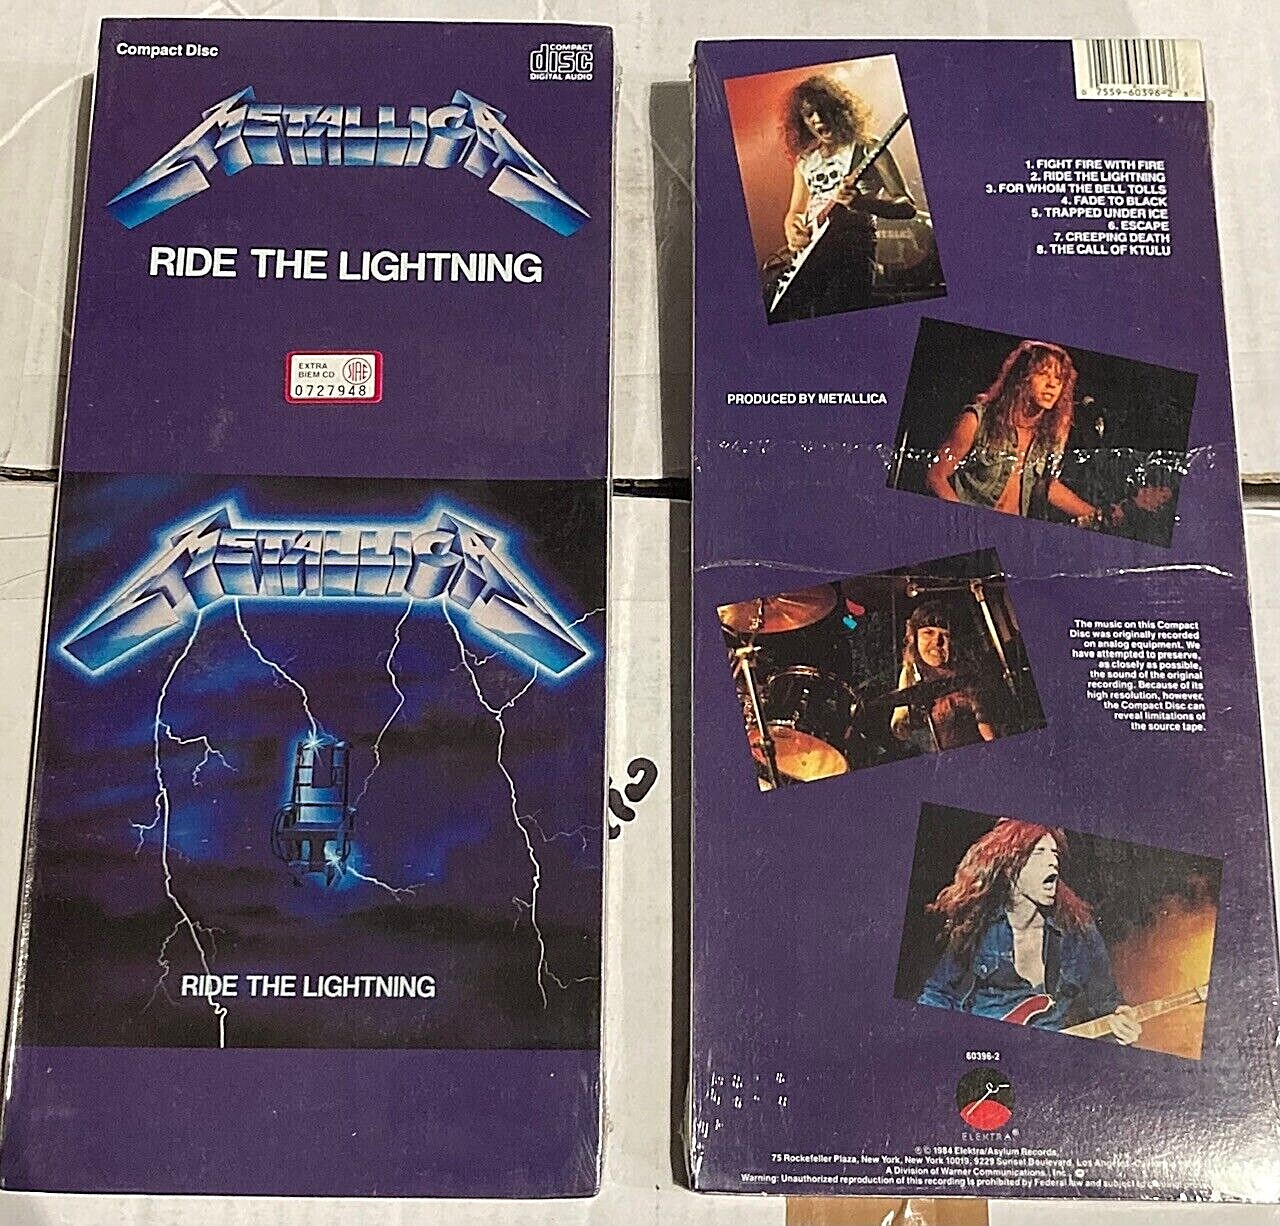 Compact Disc
COMPACT
disc
DIGITAL AUDIO
METALLICA
RIDE THE LIGHTNING
EXTRA
BIEM CD
SIAE
0727948
METALLICA
RIDE THE LIGHTNING
0 7559-60396-2
1. FIGHT FIRE WITH FIRE
2. RIDE THE LIGHTNING
3. FOR WHOM THE BELL TOLLS
4. FADE TO BLACK
5. TRAPPED UNDER ICE
6. ESCAPE
7. CREEPING DEATH
8. THE CALL OF KTULU
PRODUCED BY METALLICA
The music on this Compact
Disc was originally recorded
on analog equipment. We
have attempted to preserve,
as closely as possible,
the sound of the original
recording. Because of its
high resolution, however,
the Compact Disc can
reveal limitations of
the source tape.
60396-2
ELEKTRA®
℗ © 1984 Elektra/Asylum Records,
75 Rockefeller Plaza, New York, New York 10019, 9229 Sunset Boulevard, Los Angeles,
A Division of Warner Communications, Inc.
Warning: Unauthorized reproduction of this recording is prohibited by Federal law and subject to